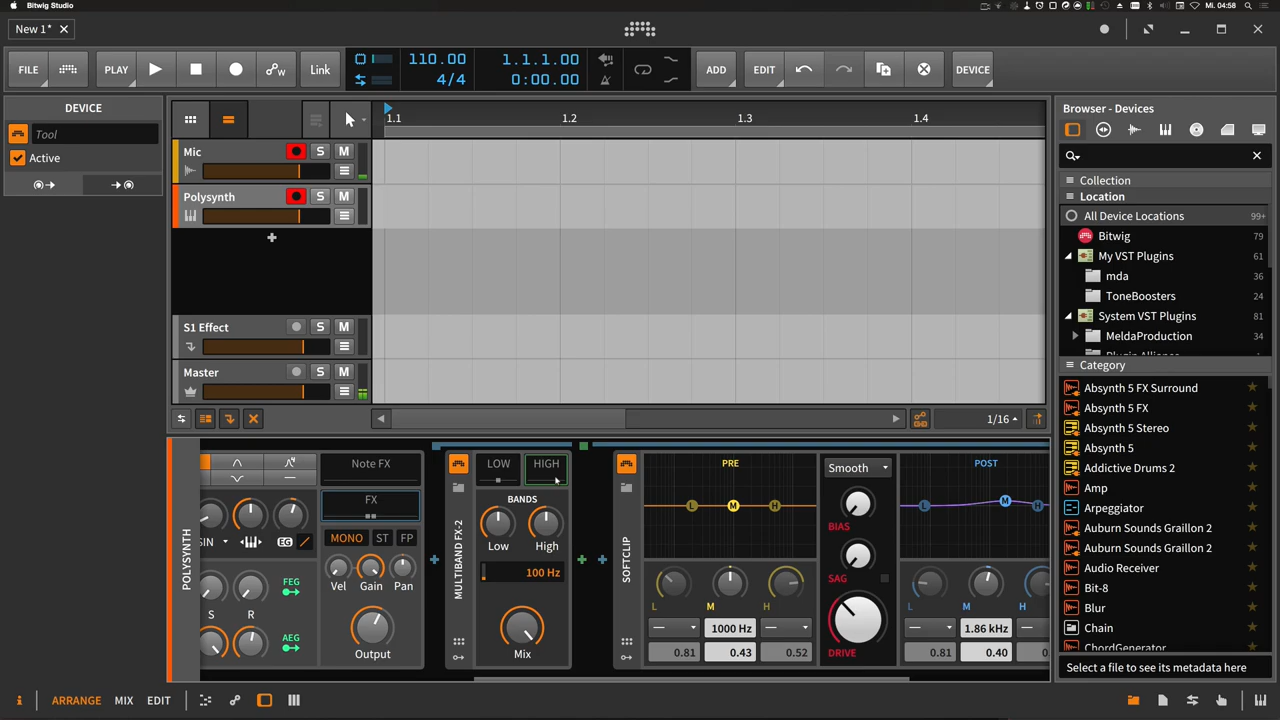 Bitwig Studio
Mi. 04:58
New 1*
FILE
PLAY
Link
110.00
4/4
1.1.1.00
0:00.00
ADD
EDIT
DEVICE
DEVICE
Tool
Active
1.1
1.2
1.3
1.4
Mic
S
M
Polysynth
S
M
S1 Effect
S
M
Master
S
M
1/16
Browser - Devices
Collection
Location
All Device Locations 99+
Bitwig 79
My VST Plugins 61
mda 36
ToneBoosters 24
System VST Plugins 81
MeldaProduction 34
Category
Absynth 5 FX Surround
Absynth 5 FX
Absynth 5 Stereo
Absynth 5
Addictive Drums 2
Amp
Arpeggiator
Auburn Sounds Graillon 2
Auburn Sounds Graillon 2
Audio Receiver
Bit-8
Blur
Chain
ChordGenerator
Select a file to see its metadata here
POLYSYNTH
SIN
EG
S
R
FEG
AEG
Note FX
FX
MONO
ST
FP
Vel
Gain
Pan
Output
MULTIBAND FX-2
LOW
HIGH
BANDS
Low
High
100 Hz
Mix
SOFTCLIP
PRE
L
M
H
L
M
H
1000 Hz
0.81
0.43
0.52
Smooth
BIAS
SAG
DRIVE
POST
L
M
H
L
M
H
1.86 kHz
0.81
0.40
ARRANGE
MIX
EDIT